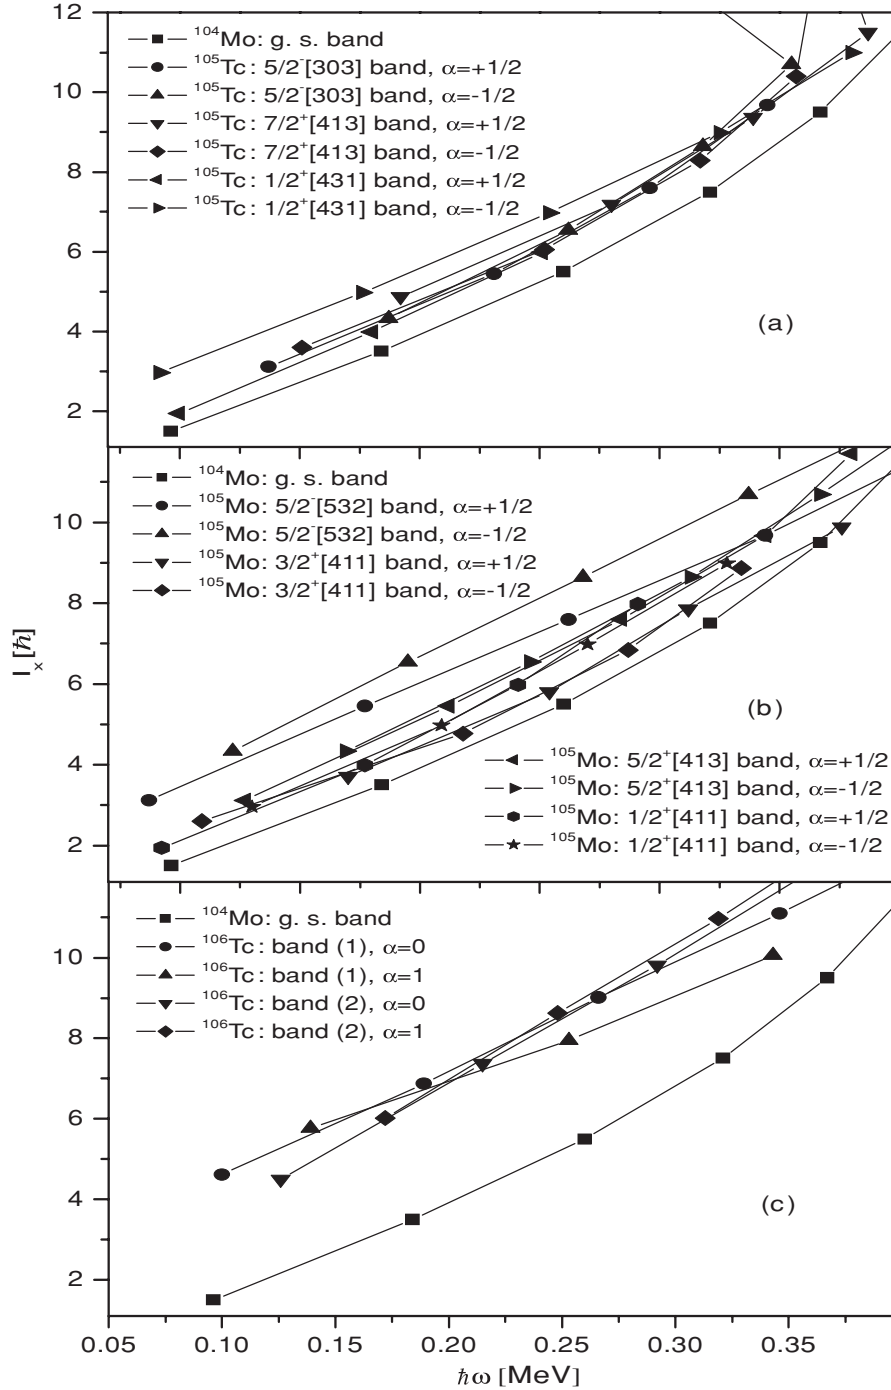 12
10
8
6
4
2
¹⁰⁴Mo: g. s. band
¹⁰⁵Tc: 5/2⁻[303] band, α=+1/2
¹⁰⁵Tc: 5/2⁻[303] band, α=-1/2
¹⁰⁵Tc: 7/2⁺[413] band, α=+1/2
¹⁰⁵Tc: 7/2⁺[413] band, α=-1/2
¹⁰⁵Tc: 1/2⁺[431] band, α=+1/2
¹⁰⁵Tc: 1/2⁺[431] band, α=-1/2
(a)
10
8
6
4
2
Iₓ[ℏ]
¹⁰⁴Mo: g. s. band
¹⁰⁵Mo: 5/2⁻[532] band, α=+1/2
¹⁰⁵Mo: 5/2⁻[532] band, α=-1/2
¹⁰⁵Mo: 3/2⁺[411] band, α=+1/2
¹⁰⁵Mo: 3/2⁺[411] band, α=-1/2
(b)
¹⁰⁵Mo: 5/2⁺[413] band, α=+1/2
¹⁰⁵Mo: 5/2⁺[413] band, α=-1/2
¹⁰⁵Mo: 1/2⁺[411] band, α=+1/2
¹⁰⁵Mo: 1/2⁺[411] band, α=-1/2
10
8
6
4
2
¹⁰⁴Mo: g. s. band
¹⁰⁶Tc: band (1), α=0
¹⁰⁶Tc: band (1), α=1
¹⁰⁶Tc: band (2), α=0
¹⁰⁶Tc: band (2), α=1
(c)
0.05 0.10 0.15 0.20 0.25 0.30 0.35
ℏω [MeV]